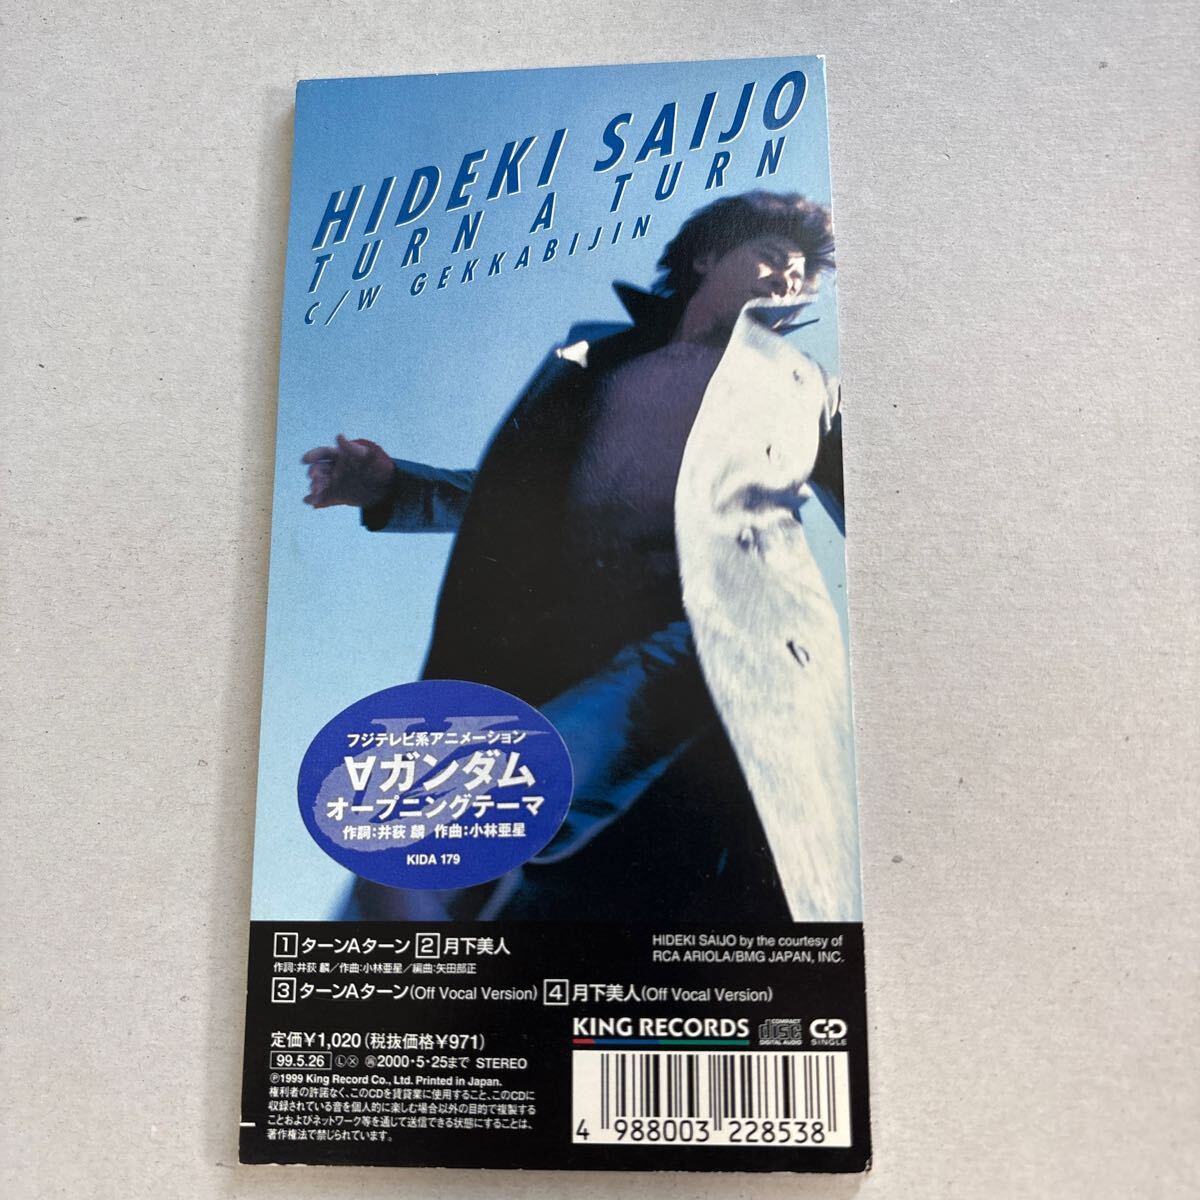 HIDEKI SAIJO
TURN A TURN
C/W GEKKABIJIN
フジテレビ系アニメーション
∀ガンダム
オープニングテーマ
作詞:井荻 麟 作曲:小林亜星
KIDA 179
1 ターンAターン 2 月下美人
作詞:井荻 麟/作曲:小林亜星/編曲:矢田部正
3 ターンAターン(Off Vocal Version) 4 月下美人(Off Vocal Version)
HIDEKI SAIJO by the courtesy of
RCA ARIOLA/BMG JAPAN, INC.
定価¥1,020(税抜価格¥971)
99.5.26 Ⓛ Ⓧ 2000・5・25まで STEREO
Ⓟ1999 King Record Co., Ltd. Printed in Japan.
権利者の許諾なく、このCDを賃貸業に使用すること、このCDに
収録されている音を個人的に楽しむ場合以外の目的で複製する
ことおよびネットワーク等を通じて送信できる状態にすることは、
著作権法で禁じられています。
KING RECORDS
COMPACT disc DIGITAL AUDIO
CD SINGLE
4 988003 228538